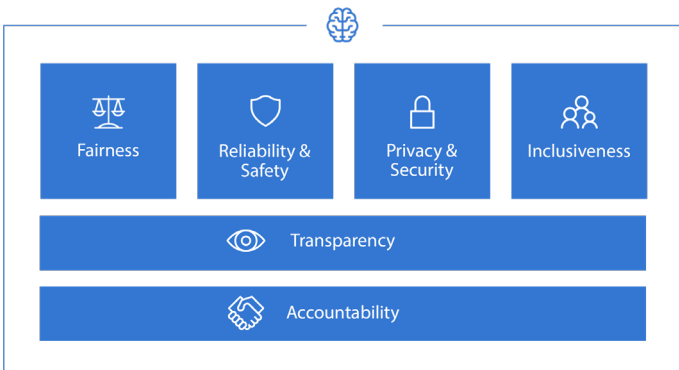 Fairness
Reliability &
Safety
Privacy &
Security
Inclusiveness
Transparency
Accountability